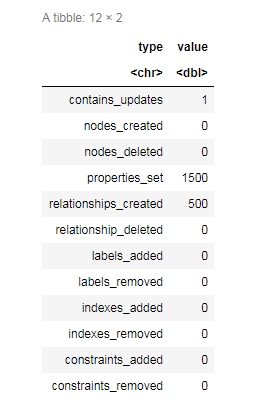 A tibble: 12 × 2
type value
<chr> <dbl>
contains_updates 1
nodes_created 0
nodes_deleted 0
properties_set 1500
relationships_created 500
relationship_deleted 0
labels_added 0
labels_removed 0
indexes_added 0
indexes_removed 0
constraints_added 0
constraints_removed 0